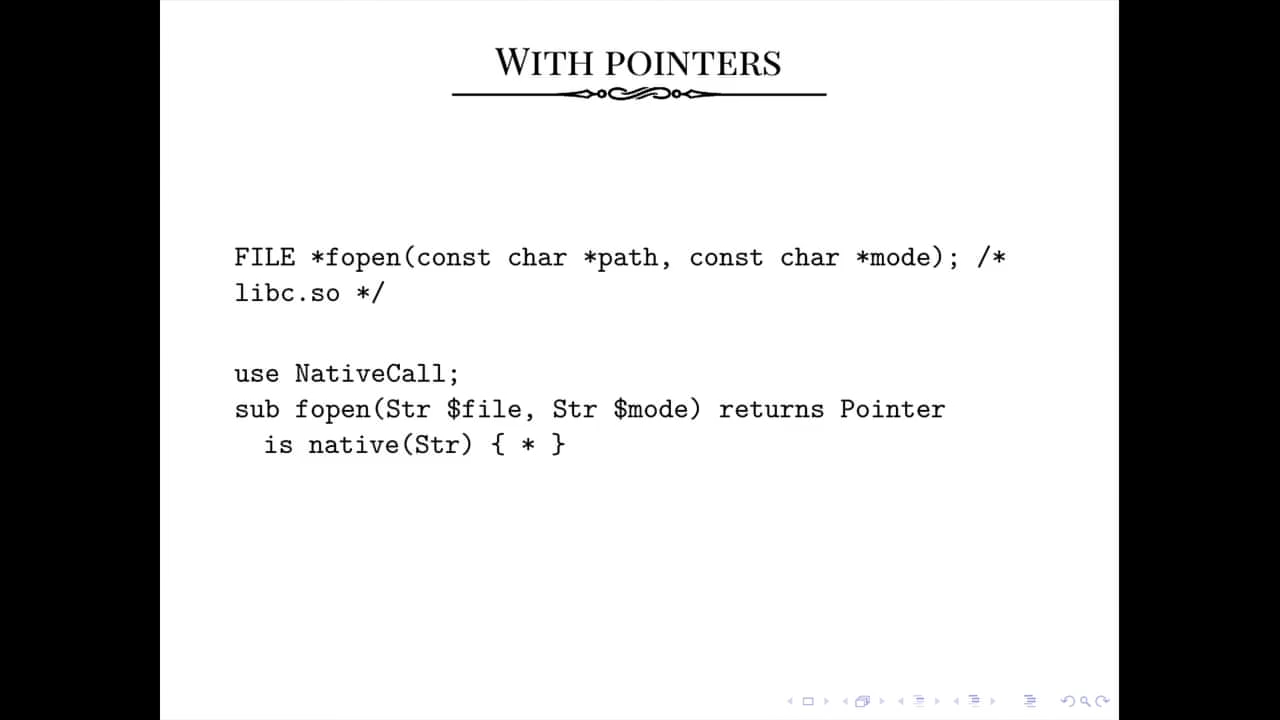 WITH POINTERS
FILE *fopen(const char *path, const char *mode); /*
libc.so */
use NativeCall;
sub fopen(Str $file, Str $mode) returns Pointer
  is native(Str) { * }